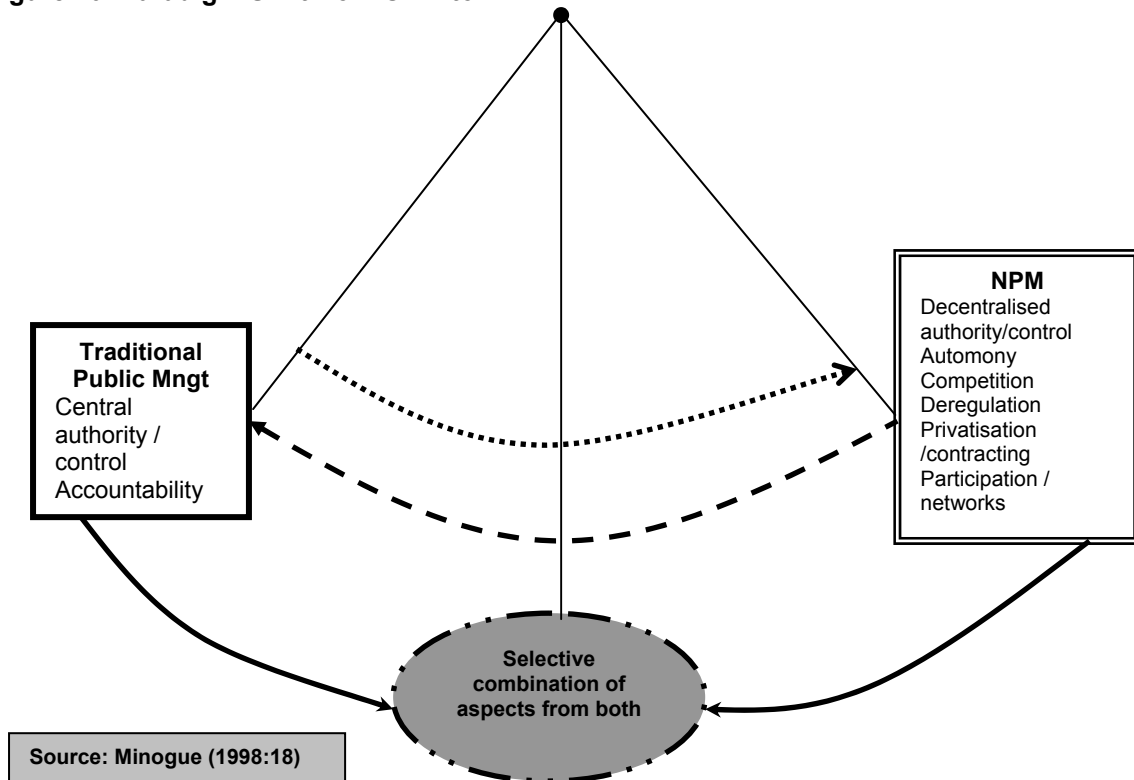 Traditional
Public Mngt
Central
authority /
control
Accountability
NPM
Decentralised
authority/control
Automony
Competition
Deregulation
Privatisation
/contracting
Participation /
networks
Selective
combination of
aspects from both
Source: Minogue (1998:18)